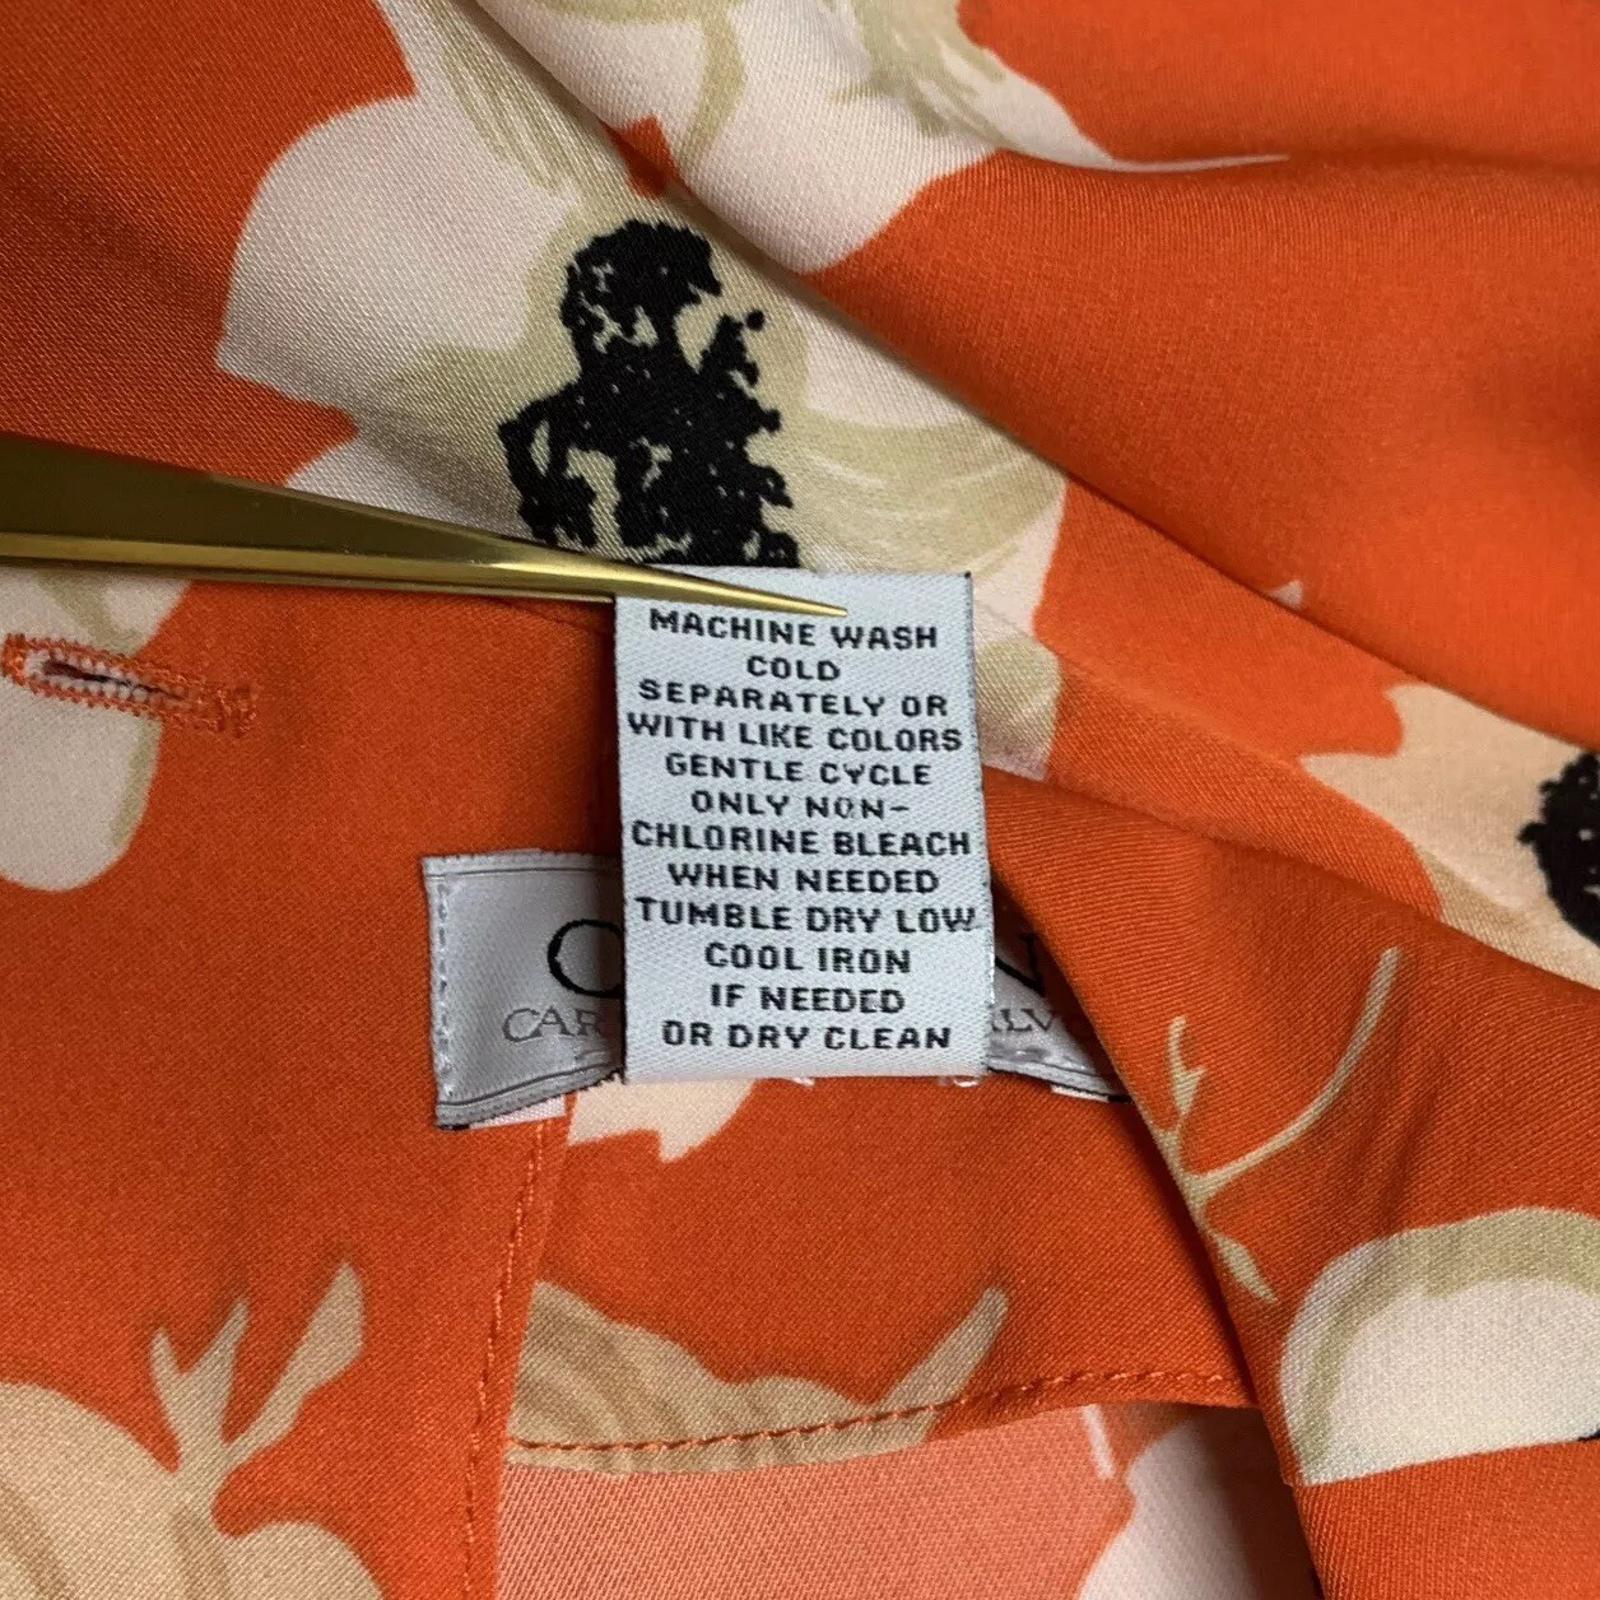 MACHINE WASH
COLD
SEPARATELY OR
WITH LIKE COLORS
GENTLE CYCLE
ONLY NON-
CHLORINE BLEACH
WHEN NEEDED
TUMBLE DRY LOW
COOL IRON
IF NEEDED
OR DRY CLEAN